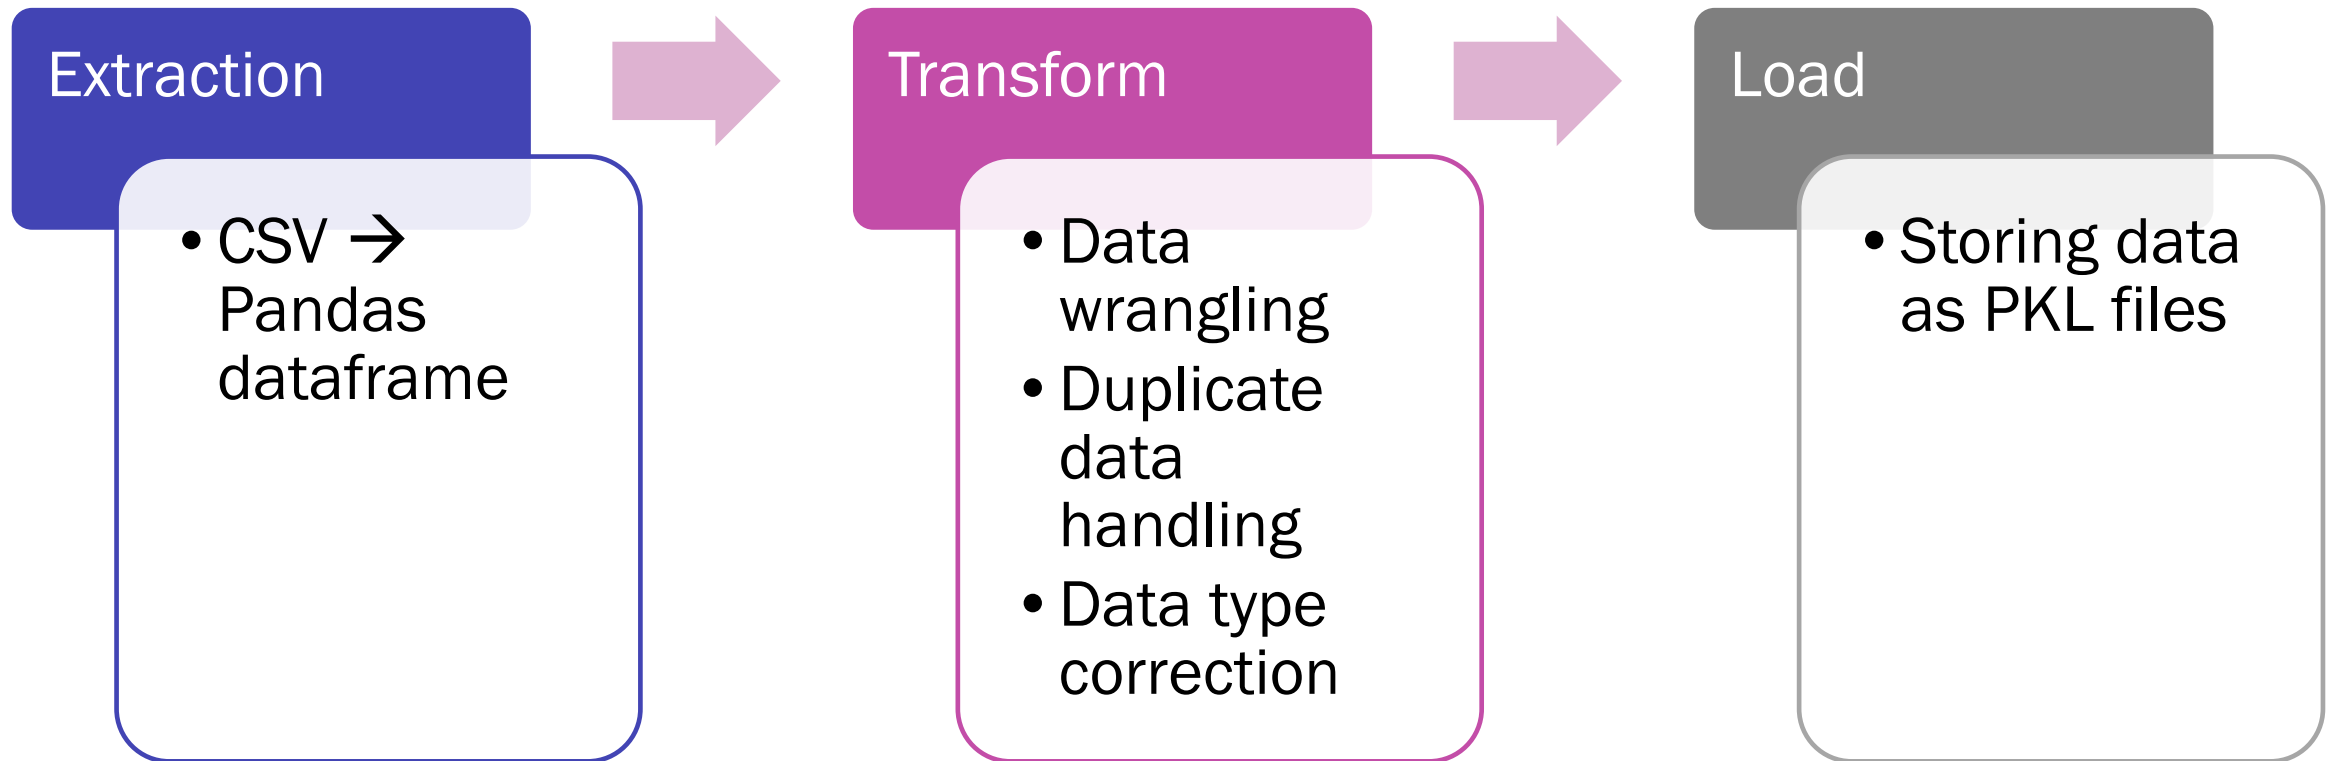 Extraction
• CSV →
Pandas
dataframe
Transform
• Data
wrangling
• Duplicate
data
handling
• Data type
correction
Load
• Storing data
as PKL files